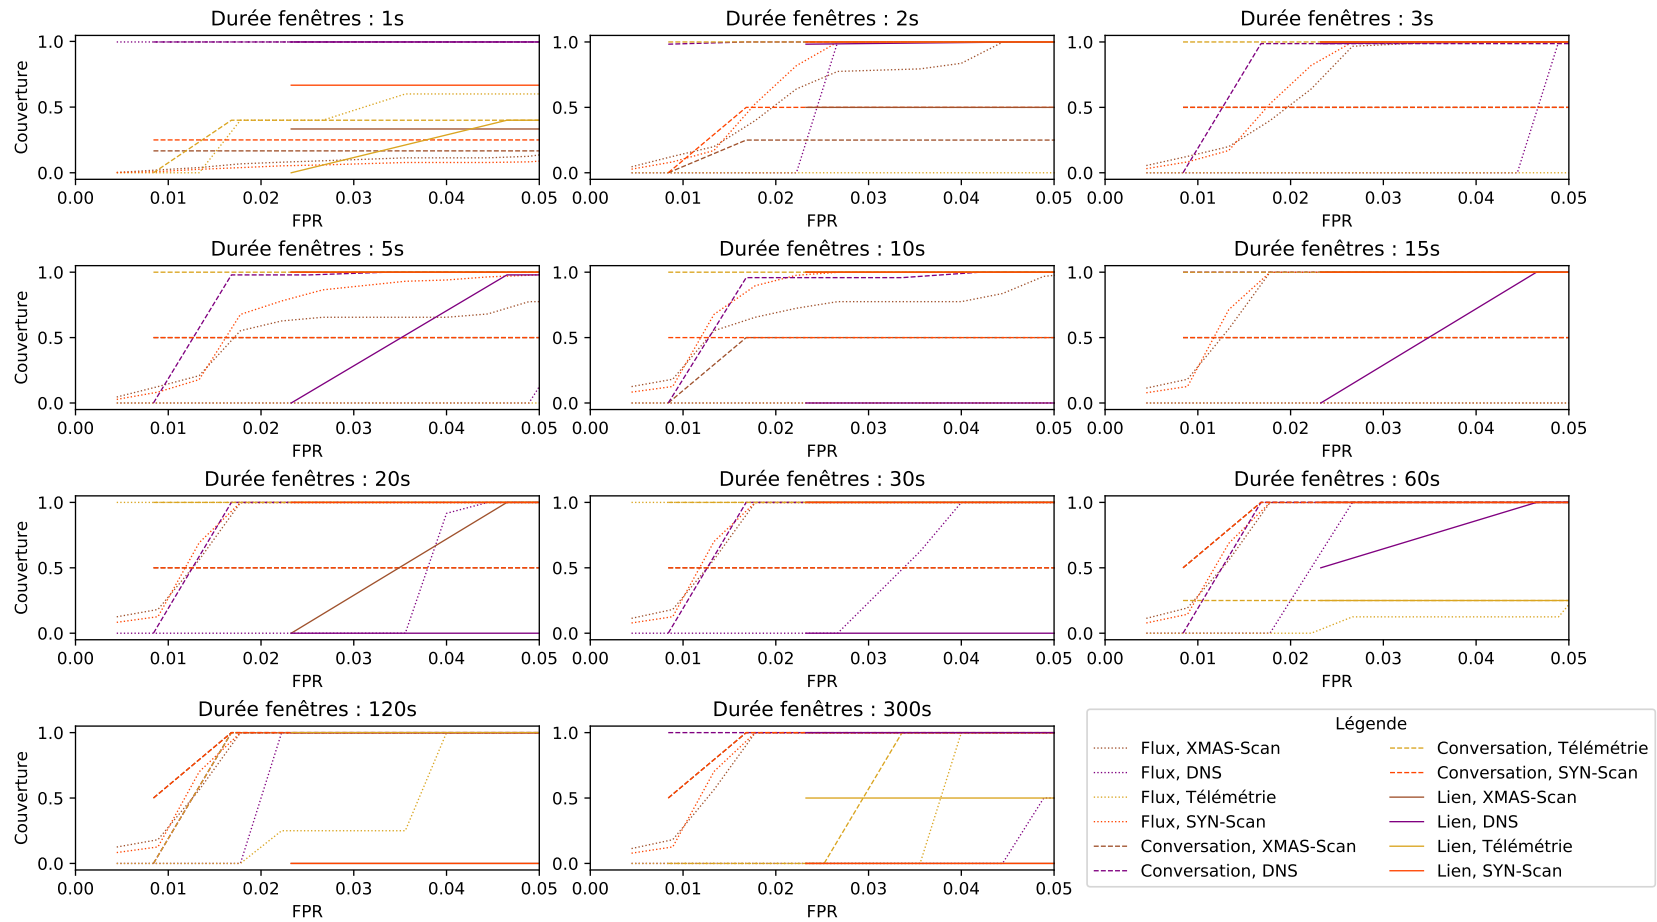 Durée fenêtres : 1s
Couverture
1.0
0.5
0.0
0.00 0.01 0.02 0.03 0.04 0.05
FPR
Durée fenêtres : 2s
1.0
0.5
0.0
0.00 0.01 0.02 0.03 0.04 0.05
FPR
Durée fenêtres : 3s
1.0
0.5
0.0
0.00 0.01 0.02 0.03 0.04 0.05
FPR
Durée fenêtres : 5s
Couverture
1.0
0.5
0.0
0.00 0.01 0.02 0.03 0.04 0.05
FPR
Durée fenêtres : 10s
1.0
0.5
0.0
0.00 0.01 0.02 0.03 0.04 0.05
FPR
Durée fenêtres : 15s
1.0
0.5
0.0
0.00 0.01 0.02 0.03 0.04 0.05
FPR
Durée fenêtres : 20s
Couverture
1.0
0.5
0.0
0.00 0.01 0.02 0.03 0.04 0.05
FPR
Durée fenêtres : 30s
1.0
0.5
0.0
0.00 0.01 0.02 0.03 0.04 0.05
FPR
Durée fenêtres : 60s
1.0
0.5
0.0
0.00 0.01 0.02 0.03 0.04 0.05
FPR
Durée fenêtres : 120s
Couverture
1.0
0.5
0.0
0.00 0.01 0.02 0.03 0.04 0.05
FPR
Durée fenêtres : 300s
1.0
0.5
0.0
0.00 0.01 0.02 0.03 0.04 0.05
FPR
Légende
Flux, XMAS-Scan
Flux, DNS
Flux, Télémétrie
Flux, SYN-Scan
Conversation, XMAS-Scan
Conversation, DNS
Conversation, Télémétrie
Conversation, SYN-Scan
Lien, XMAS-Scan
Lien, DNS
Lien, Télémétrie
Lien, SYN-Scan